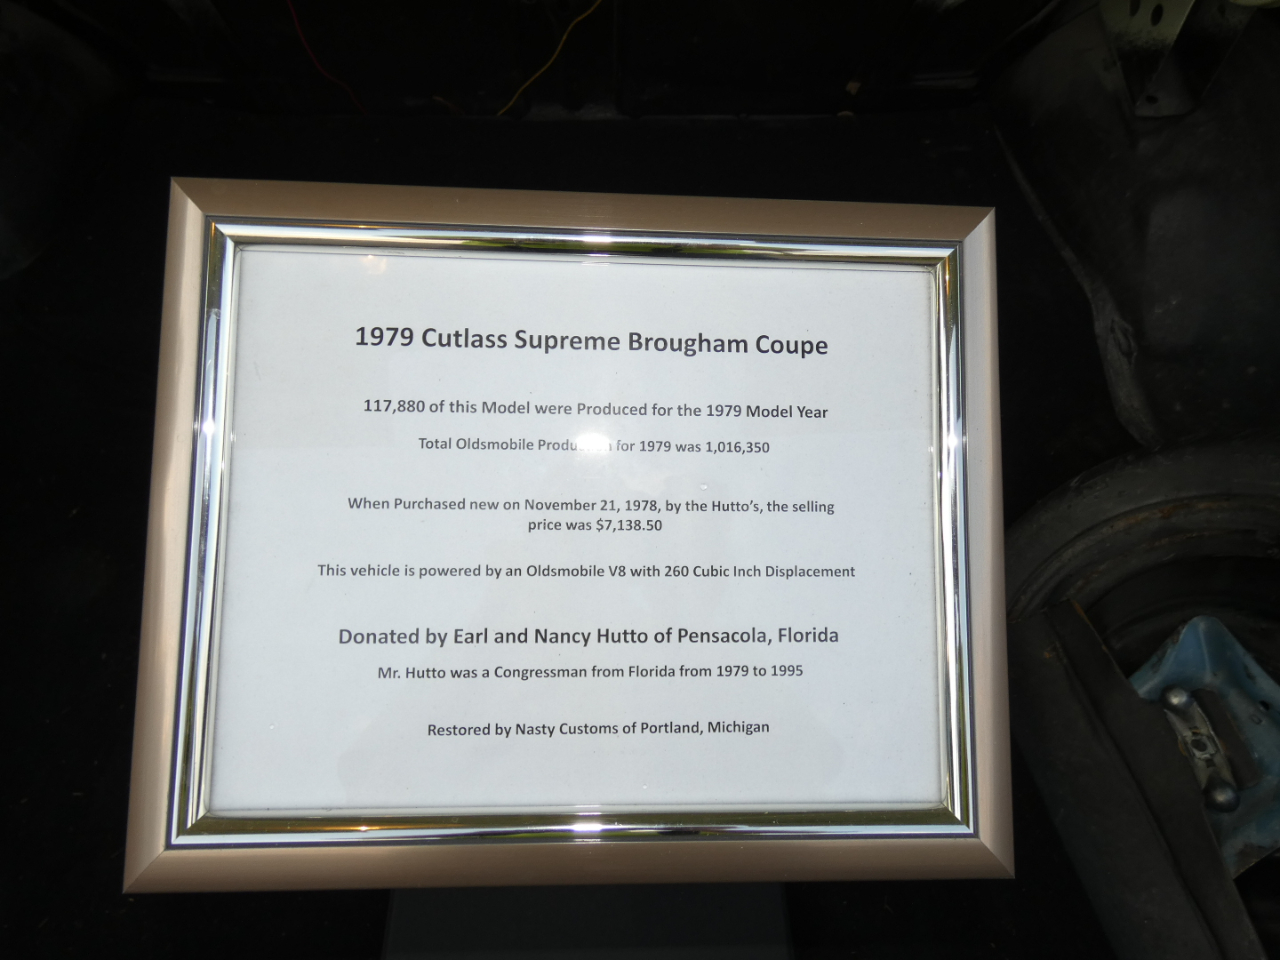 1979 Cutlass Supreme Brougham Coupe
117,880 of this Model were Produced for the 1979 Model Year
Total Oldsmobile for 1979 was 1,016,350
When Purchased new on November 21, 1978, by the Hutto's, the selling
price was $7,138.50
This vehicle is powered by an Oldsmobile V8 with 260 Cubic Inch Displacement
Donated by Earl and Nancy Hutto of Pensacola, Florida
Mr. Hutto was a Congressman from Florida from 1979 to 1995
Restored by Nasty Customs of Portland, Michigan